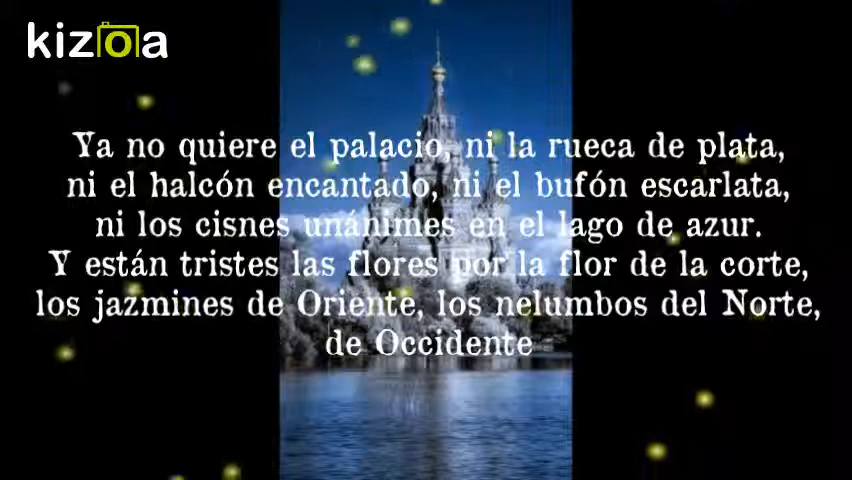 kizoa
Ya no quiere el palacio, ni la rueca de plata,
ni el halcón encantado, ni el bufón escarlata,
ni los cisnes unánimes en el lago de azur.
Y están tristes las flores por la flor de la corte,
los jazmines de Oriente, los nelumbos del Norte,
de Occidente